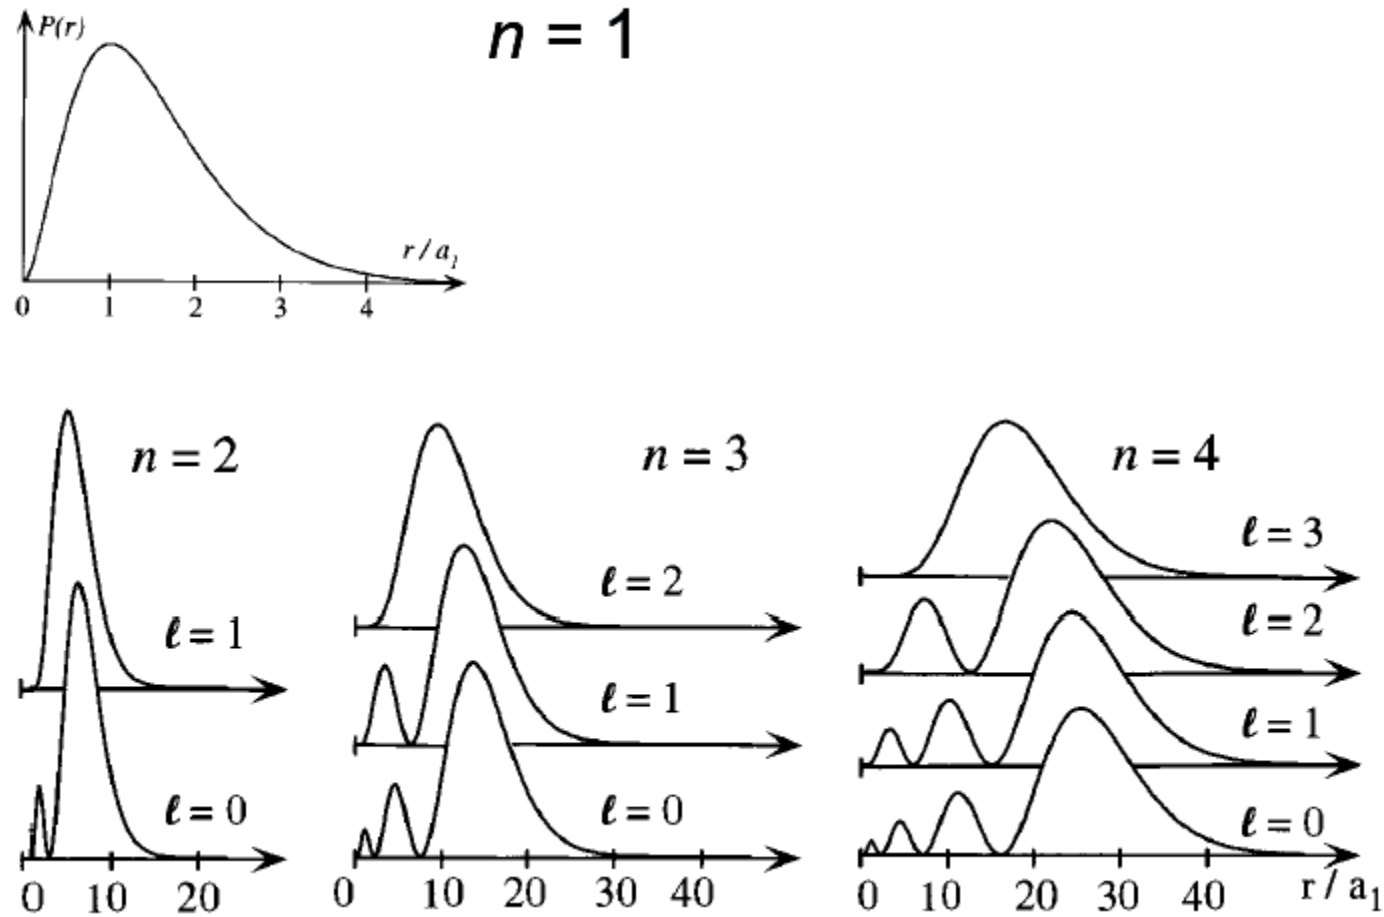 P(r)
n = 1
r / a₁
0 1 2 3 4
n = 2
ℓ = 1
ℓ = 0
0 10 20
n = 3
ℓ = 2
ℓ = 1
ℓ = 0
0 10 20 30 40
n = 4
ℓ = 3
ℓ = 2
ℓ = 1
ℓ = 0
0 10 20 30 40 r / a₁